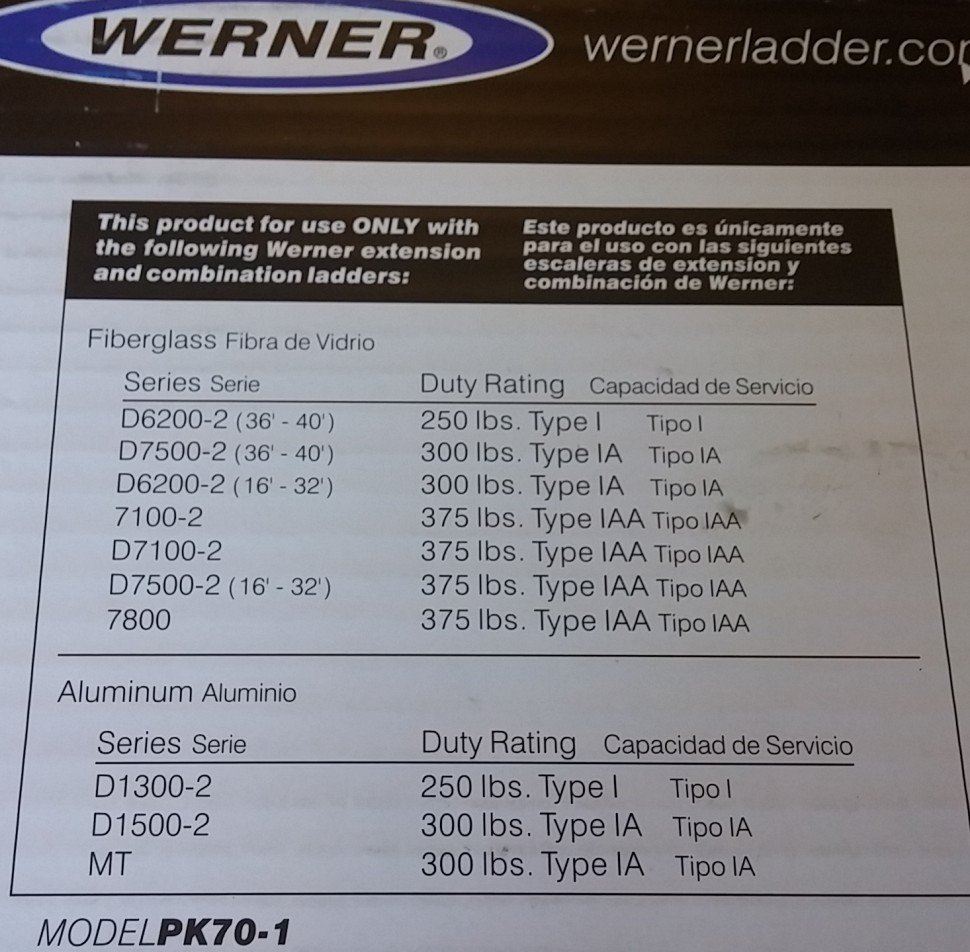 WERNER®
wernerladder.co
This product for use ONLY with
the following Werner extension
and combination ladders:
Este producto es únicamente
para el uso con las siguientes
escaleras de extension y
combinación de Werner:
Fiberglass Fibra de Vidrio
Series Serie Duty Rating Capacidad de Servicio
D6200-2 (36' - 40') 250 lbs. Type I Tipo I
D7500-2 (36' - 40') 300 lbs. Type IA Tipo IA
D6200-2 (16' - 32') 300 lbs. Type IA Tipo IA
7100-2 375 lbs. Type IAA Tipo IAA
D7100-2 375 lbs. Type IAA Tipo IAA
D7500-2 (16' - 32') 375 lbs. Type IAA Tipo IAA
7800 375 lbs. Type IAA Tipo IAA
Aluminum Aluminio
Series Serie Duty Rating Capacidad de Servicio
D1300-2 250 lbs. Type I Tipo I
D1500-2 300 lbs. Type IA Tipo IA
MT 300 lbs. Type IA Tipo IA
MODELPK70-1